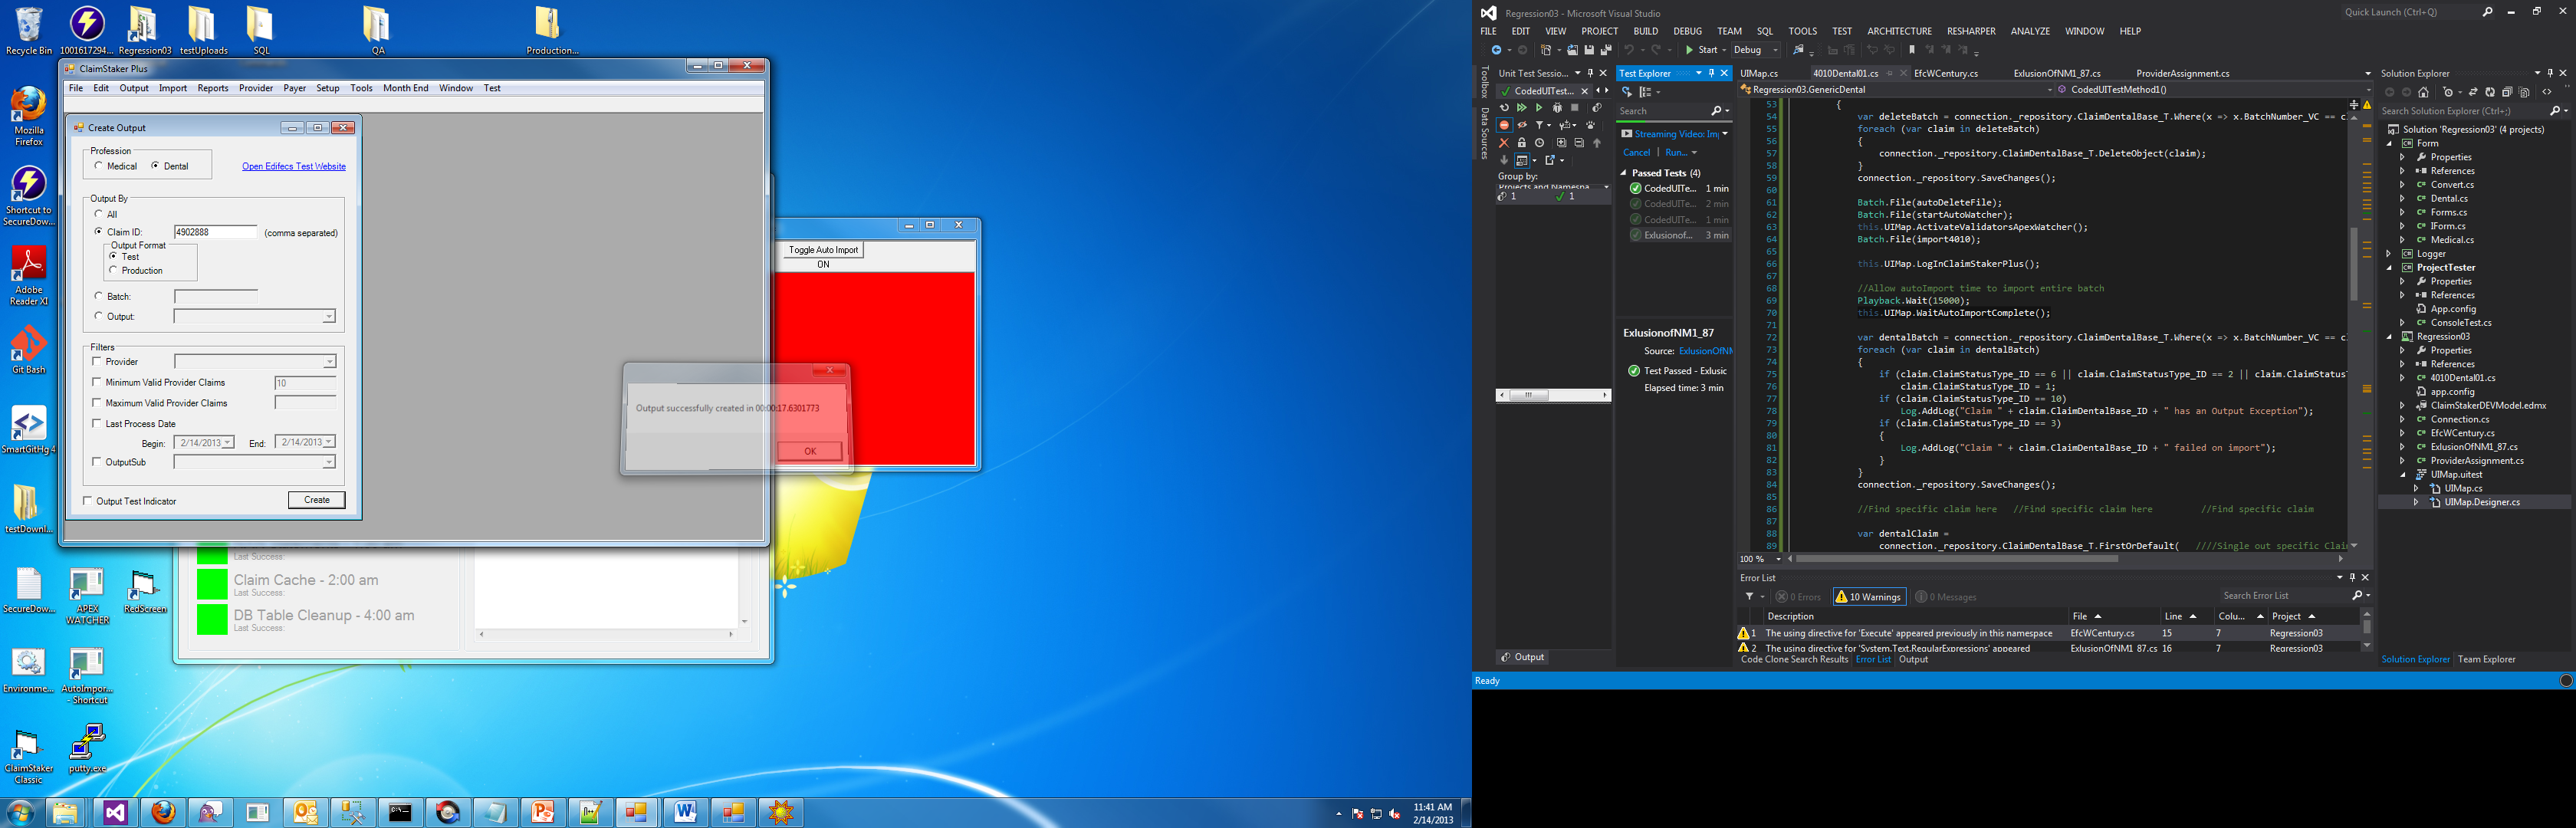 Recycle Bin
1001617294...
Regression03
testUploads
SQL
QA
Production...
Mozilla
Firefox
Shortcut to
SecureDow...
Adobe
Reader XI
Git Bash
SmartGitHg 4
testDownl...
SecureDow...
APEX
WATCHER
RedScreen
Environme...
AutoImpor...
- Shortcut
ClaimStaker
Classic
putty.exe
ClaimStaker Plus
File Edit Output Import Reports Provider Payer Setup Tools Month End Window Test
Create Output
Profession
Medical Dental
Open Edifecs Test Website
Output By
All
Claim ID: 4902888 (comma separated)
Output Format
Test
Production
Batch:
Output:
Filters
Provider
Minimum Valid Provider Claims 10
Maximum Valid Provider Claims
Last Process Date
Begin: 2/14/2013 End: 2/14/2013
OutputSub
Output Test Indicator
Create
Toggle Auto Import
ON
Output successfully created in 00:00:17.6301773
OK
Last Success:
Claim Cache - 2:00 am
Last Success:
DB Table Cleanup - 4:00 am
Last Success:
11:41 AM
2/14/2013
Regression03 - Microsoft Visual Studio
Quick Launch (Ctrl+Q)
FILE EDIT VIEW PROJECT BUILD DEBUG TEAM SQL TOOLS TEST ARCHITECTURE RESHARPER ANALYZE WINDOW HELP
Start Debug
Toolbox
Data Sources
Unit Test Sessio...
CodedUITest...
Group by:
Projects and Namespa
1 1
Output
Test Explorer
Search
Streaming Video: Im
Cancel | Run...
Passed Tests (4)
CodedUITe... 1 min
CodedUITe... 2 min
CodedUITe... 1 min
Exlusionof... 3 min
ExlusionofNM1_87
Source: ExlusionOfNM
Test Passed - Exlusic
Elapsed time: 3 min
UIMap.cs 4010Dental01.cs EfcWCentury.cs ExlusionOfNM1_87.cs ProviderAssignment.cs
Regression03.GenericDental CodedUITestMethod1()
53 {
54 var deleteBatch = connection._repository.ClaimDentalBase_T.Where(x => x.BatchNumber_VC == cl
55 foreach (var claim in deleteBatch)
56 {
57 connection._repository.ClaimDentalBase_T.DeleteObject(claim);
58 }
59 connection._repository.SaveChanges();
60
61 Batch.File(autoDeleteFile);
62 Batch.File(startAutoWatcher);
63 this.UIMap.ActivateValidatorsApexWatcher();
64 Batch.File(import4010);
65
66 this.UIMap.LogInClaimStakerPlus();
67
68 //Allow autoImport time to import entire batch
69 Playback.Wait(15000);
70 this.UIMap.WaitAutoImportComplete();
71
72 var dentalBatch = connection._repository.ClaimDentalBase_T.Where(x => x.BatchNumber_VC == cl
73 foreach (var claim in dentalBatch)
74 {
75 if (claim.ClaimStatusType_ID == 6 || claim.ClaimStatusType_ID == 2 || claim.ClaimStatusT
76 claim.ClaimStatusType_ID = 1;
77 if (claim.ClaimStatusType_ID == 10)
78 Log.AddLog("Claim " + claim.ClaimDentalBase_ID + " has an Output Exception");
79 if (claim.ClaimStatusType_ID == 3)
80 {
81 Log.AddLog("Claim " + claim.ClaimDentalBase_ID + " failed on import");
82 }
83 }
84 connection._repository.SaveChanges();
85
86 //Find specific claim here //Find specific claim here //Find specific claim
87
88 var dentalClaim =
89 connection._repository.ClaimDentalBase_T.FirstOrDefault( ////Single out specific Clai
100 %
Error List
0 Errors 10 Warnings 0 Messages
Search Error List
Description File Line Colu... Project
1 The using directive for 'Execute' appeared previously in this namespace EfcWCentury.cs 15 7 Regression03
2 The using directive for 'System.Text.RegularExpressions' appeared ExlusionOfNM1_87.cs 16 7 Regression03
Code Clone Search Results Error List Output
Solution Explorer
Search Solution Explorer (Ctrl+;)
Solution 'Regression03' (4 projects)
Form
Properties
References
Convert.cs
Dental.cs
Forms.cs
IForm.cs
Medical.cs
Logger
ProjectTester
Properties
References
App.config
ConsoleTest.cs
Regression03
Properties
References
4010Dental01.cs
app.config
ClaimStakerDEVModel.edmx
Connection.cs
EfcWCentury.cs
ExlusionOfNM1_87.cs
ProviderAssignment.cs
UIMap.uitest
UIMap.cs
UIMap.Designer.cs
Solution Explorer Team Explorer
Ready